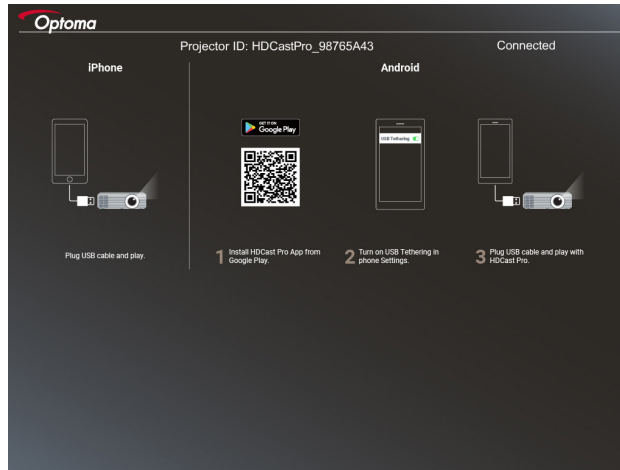 Optoma
Projector ID: HDCastPro_98765A43
Connected
iPhone
Android
GET IT ON
Google Play
USB Tethering
Plug USB cable and play.
1 Install HDCast Pro App from
Google Play.
2 Turn on USB Tethering in
phone Settings.
3 Plug USB cable and play with
HDCast Pro.